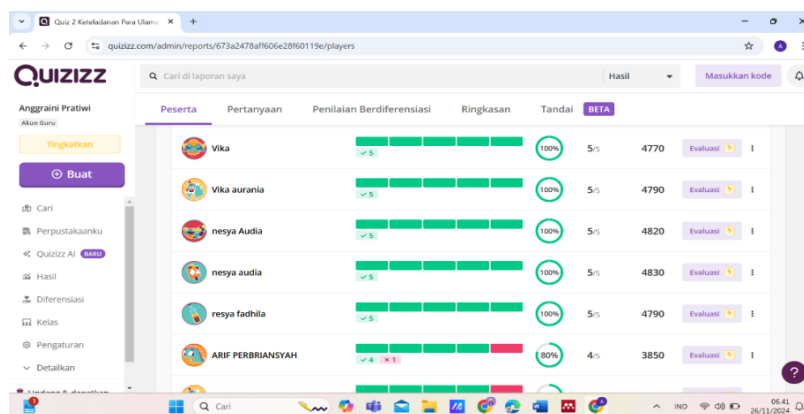 Quiz 2 Keteladanan Para Ulama
quizizz.com/admin/reports/673a2478aff606e28f60119e/players
QUIZIZZ
Cari di laporan saya
Hasil
Masukkan kode
Anggraini Pratiwi
Akun Guru
Tingkatkan
Buat
Cari
Perpustakaanku
Quizizz AI BARU
Hasil
Diferensiasi
Kelas
Pengaturan
Detailkan
Peserta Pertanyaan Penilaian Berdiferensiasi Ringkasan Tandai BETA
Vika 5 100% 5/5 4770 Evaluasi
Vika aurania 5 100% 5/5 4790 Evaluasi
nesya Audia 5 100% 5/5 4820 Evaluasi
nesya audia 5 100% 5/5 4830 Evaluasi
resya fadhila 5 100% 5/5 4790 Evaluasi
ARIF PERBRIANSYAH 4 1 80% 4/5 3850 Evaluasi
?
Cari
IND
06.41
26/11/2024